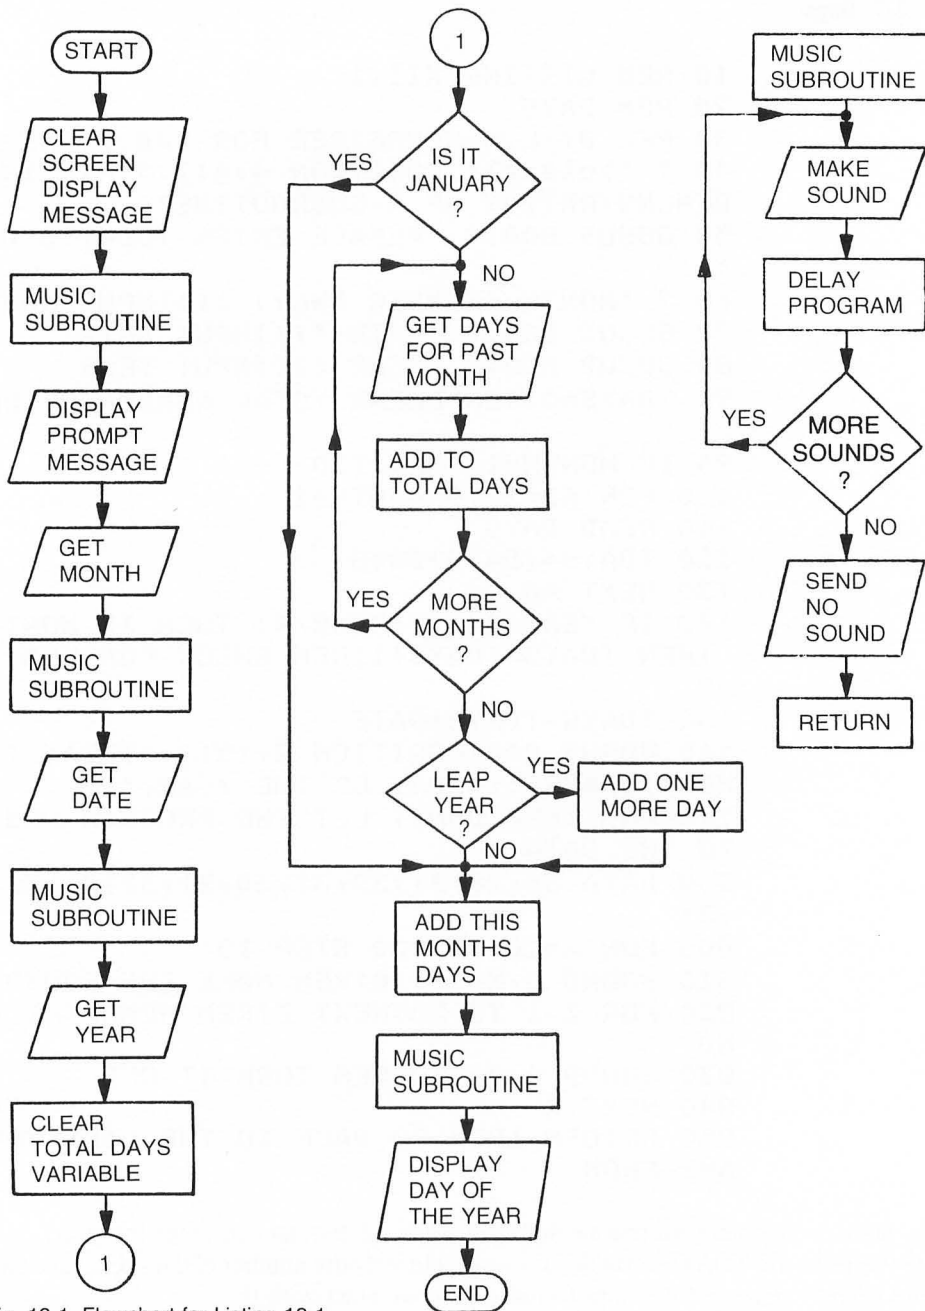 START
CLEAR
SCREEN
DISPLAY
MESSAGE
MUSIC
SUBROUTINE
DISPLAY
PROMPT
MESSAGE
GET
MONTH
MUSIC
SUBROUTINE
GET
DATE
MUSIC
SUBROUTINE
GET
YEAR
CLEAR
TOTAL DAYS
VARIABLE
1
1
YES
IS IT
JANUARY
?
NO
GET DAYS
FOR PAST
MONTH
ADD TO
TOTAL DAYS
YES
MORE
MONTHS
?
NO
LEAP
YEAR
?
YES
ADD ONE
MORE DAY
NO
ADD THIS
MONTHS
DAYS
MUSIC
SUBROUTINE
DISPLAY
DAY OF
THE YEAR
END
MUSIC
SUBROUTINE
MAKE
SOUND
DELAY
PROGRAM
YES
MORE
SOUNDS
?
NO
SEND
NO
SOUND
RETURN